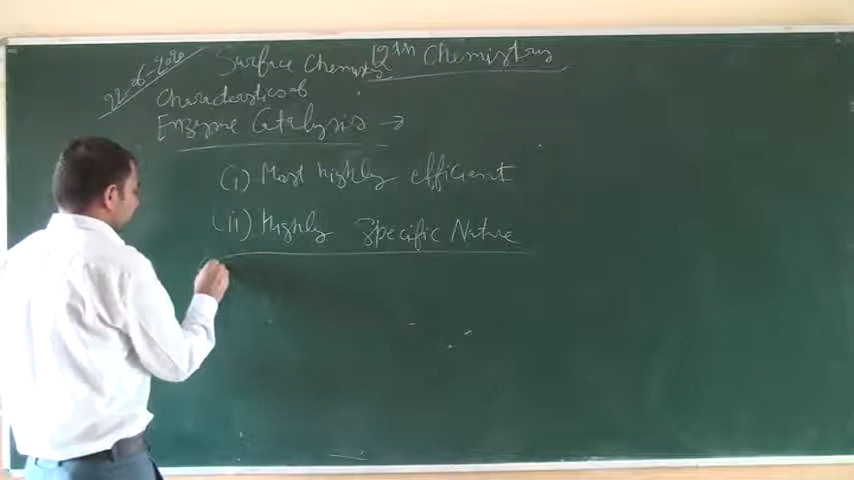 22-06-2020
Surface Chemistry 12th Chemistry
Characteristics of
Enzyme Catalysis →
(i) Most highly efficient
(ii) Highly Specific Nature